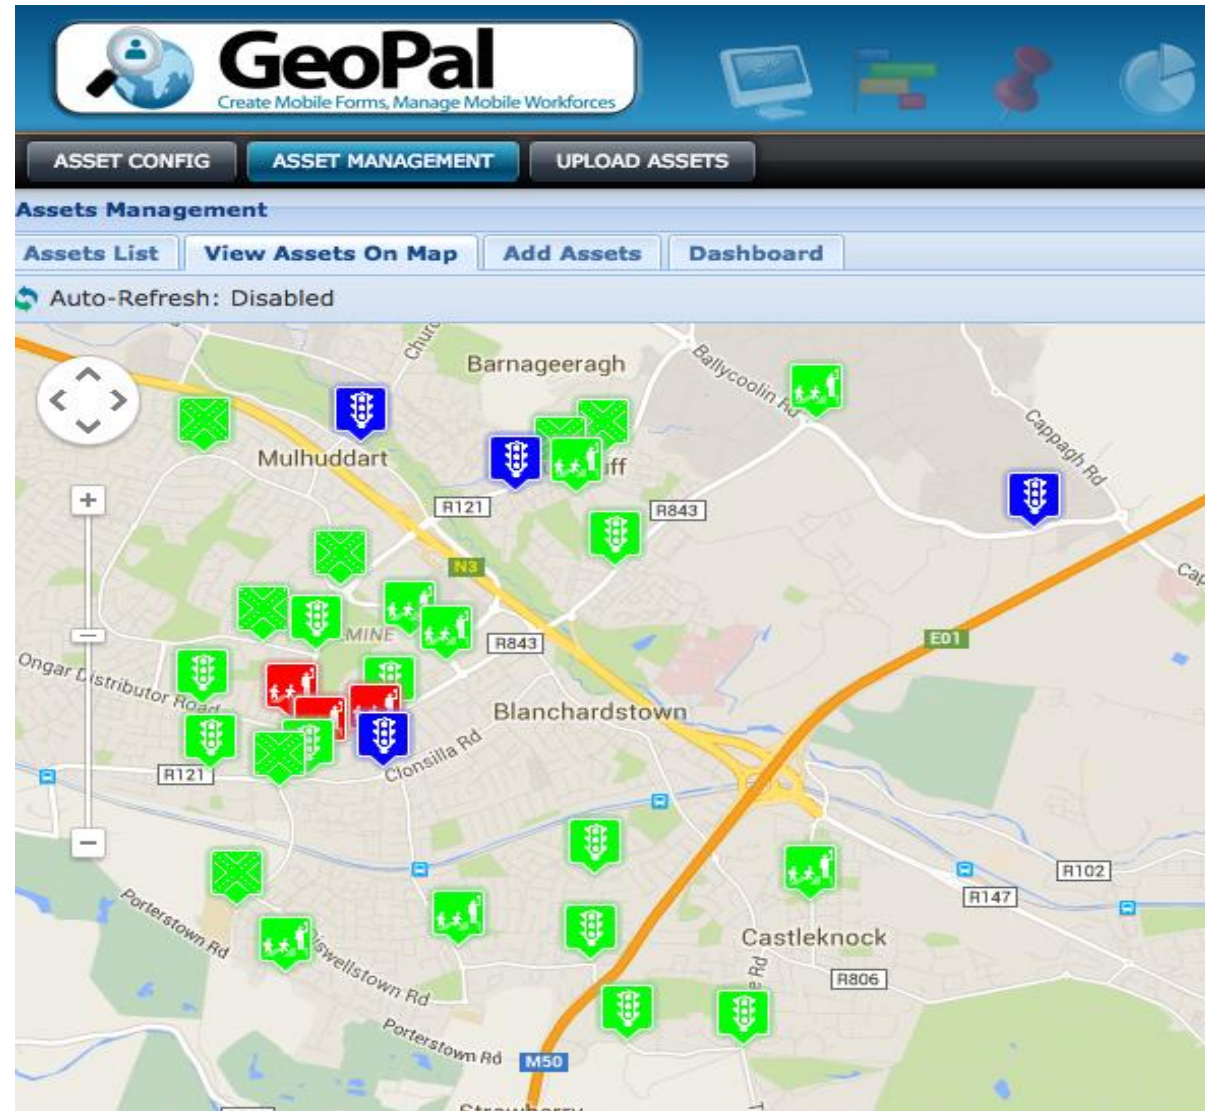 GeoPal
Create Mobile Forms, Manage Mobile Workforces
ASSET CONFIG
ASSET MANAGEMENT
UPLOAD ASSETS
Assets Management
Assets List
View Assets On Map
Add Assets
Dashboard
Auto-Refresh: Disabled
Barnageeragh
Ballycoolin Rd
Cappagh Rd
Mulhuddart
R121
R843
N3
R843
E01
Ongar Distributor Road
Blanchardstown
Clonsilla Rd
R121
R102
R147
Porterstown Rd
Castleknock
R806
Porterstown Rd
M50